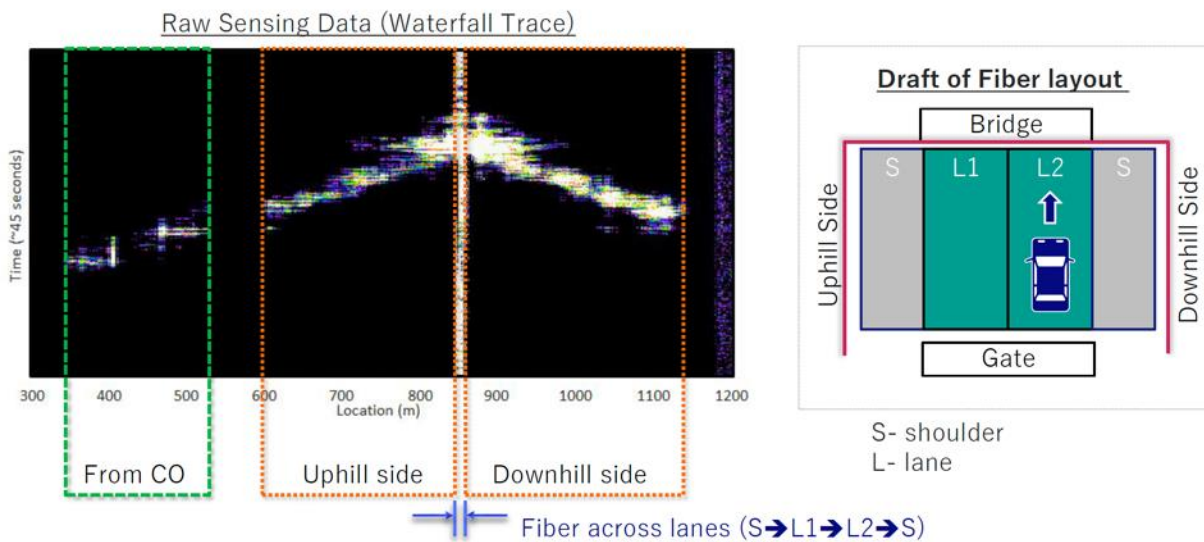 Raw Sensing Data (Waterfall Trace)
Time (~45 seconds)
300 400 500 600 700 800 900 1000 1100 1200
Location (m)
From CO
Uphill side
Downhill side
Fiber across lanes (S➔L1➔L2➔S)
Draft of Fiber layout
Bridge
S L1 L2 S
Uphill Side
Downhill Side
Gate
S- shoulder
L- lane